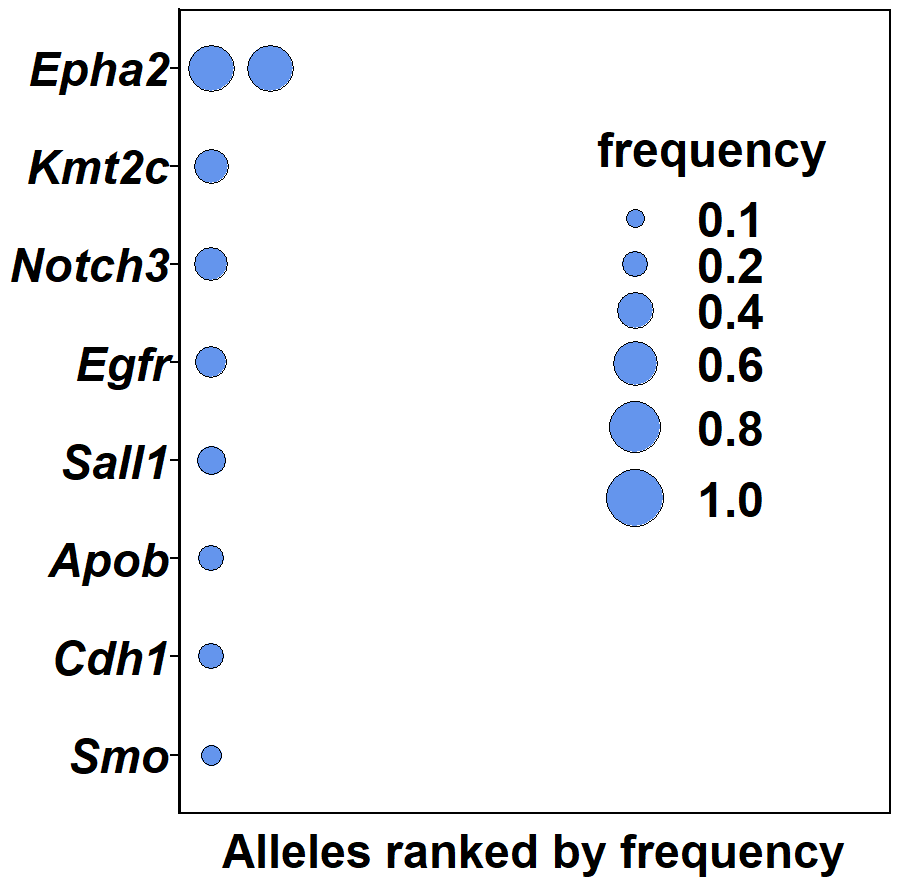 Epha2
Kmt2c
Notch3
Egfr
Sall1
Apob
Cdh1
Smo
frequency
0.1
0.2
0.4
0.6
0.8
1.0
Alleles ranked by frequency